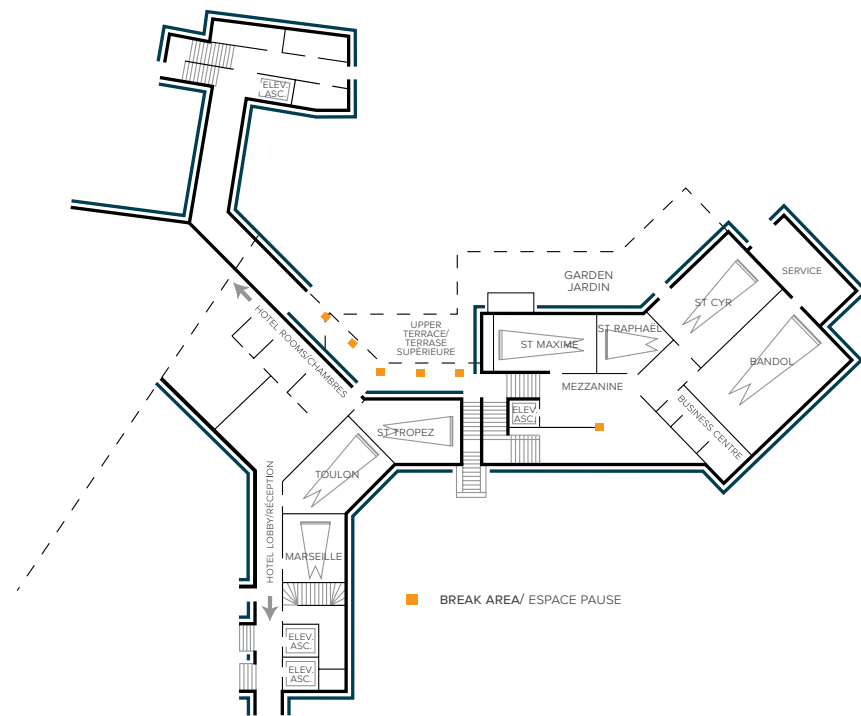 ELEV.
ASC.
GARDEN
JARDIN
SERVICE
ST CYR
HOTEL ROOMS/CHAMBRES
UPPER
TERRACE/
TERRASSE
SUPÉRIEURE
ST MAXIME
ST RAPHAËL
BANDOL
MEZZANINE
ELEV.
ASC.
BUSINESS CENTRE
ST TROPEZ
TOULON
HOTEL LOBBY/RÉCEPTION
MARSEILLE
BREAK AREA/ ESPACE PAUSE
ELEV.
ASC.
ELEV.
ASC.